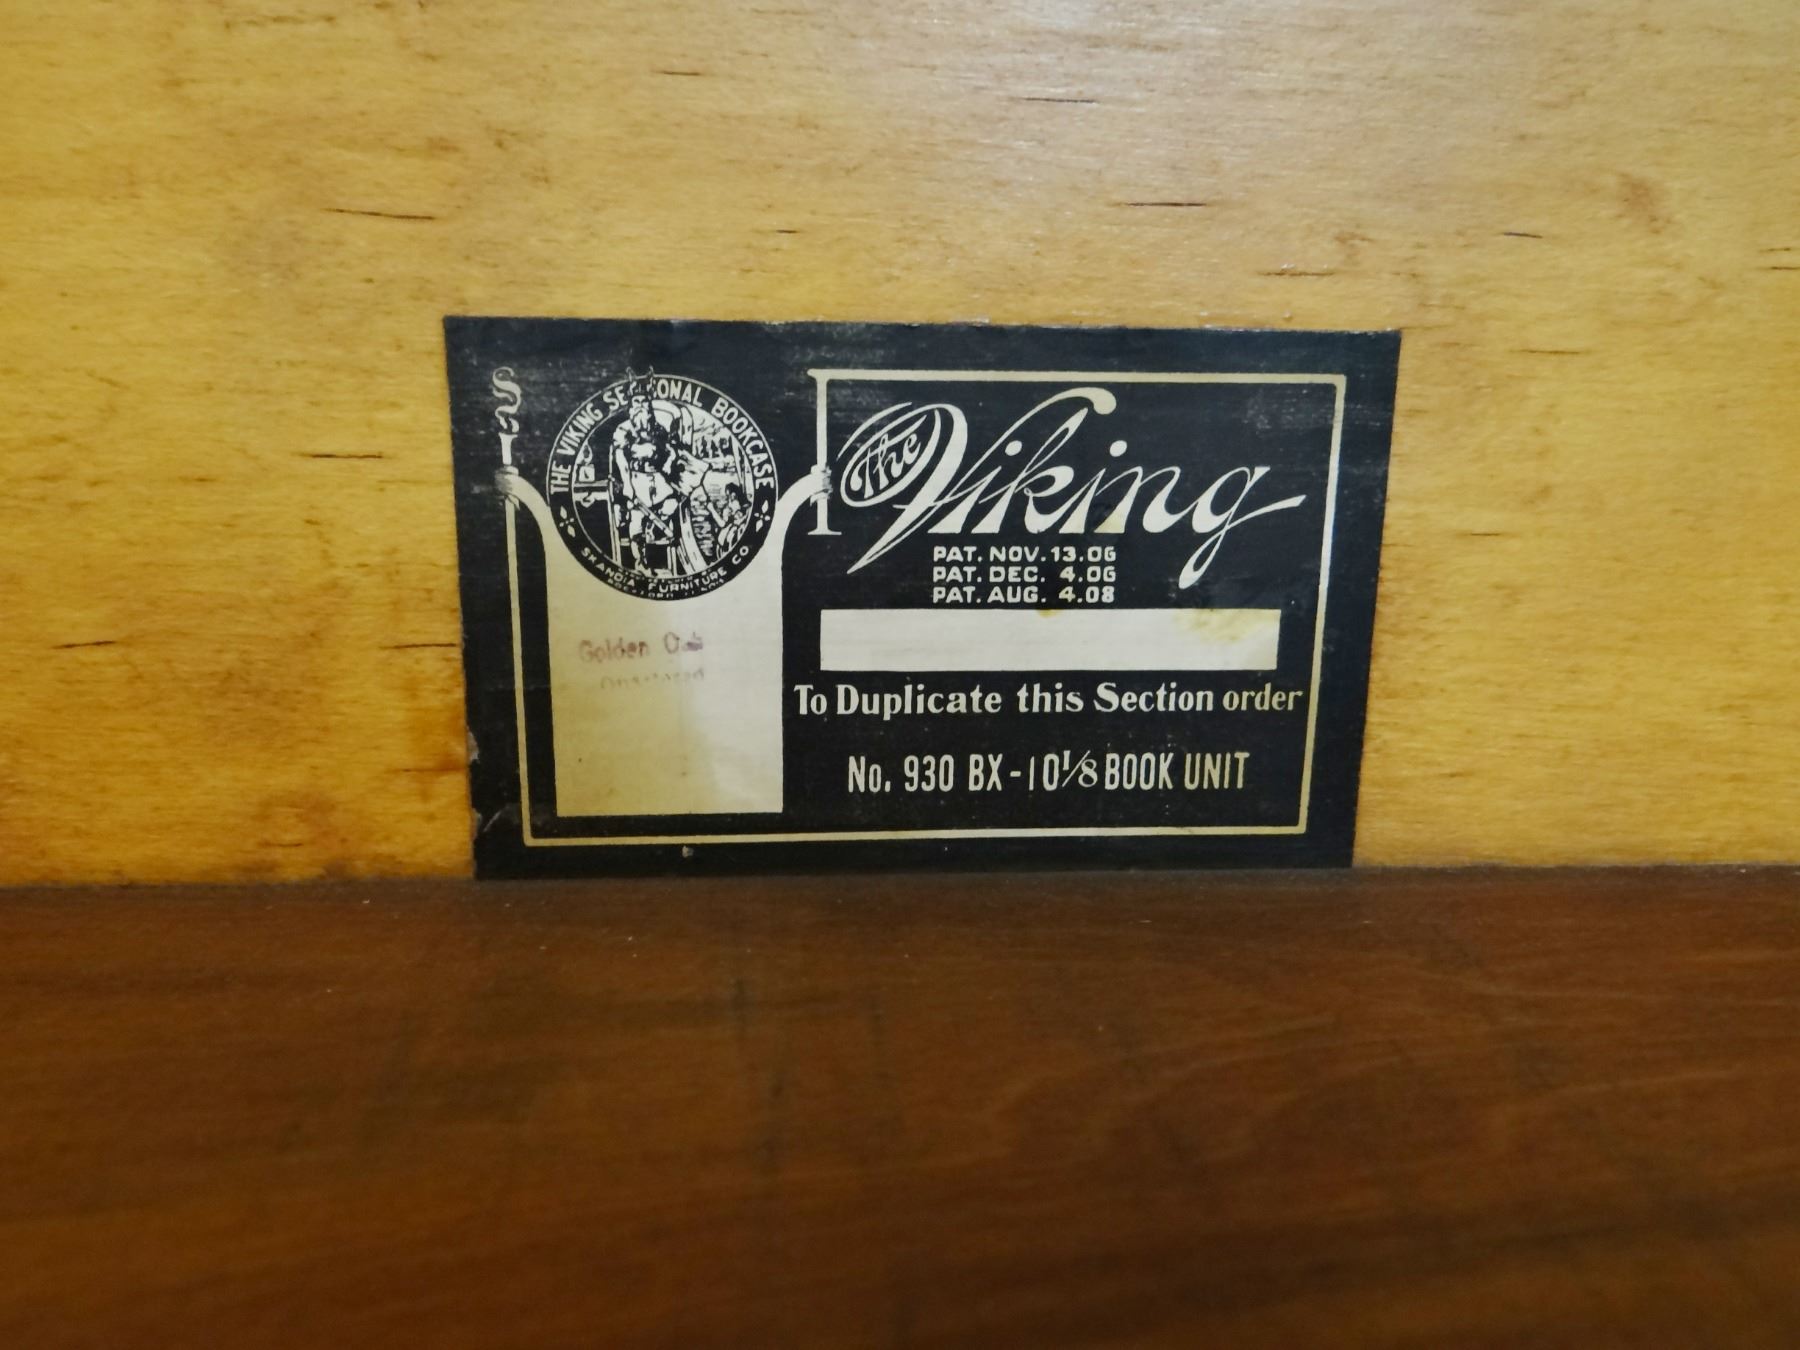 THE VIKING SECTIONAL BOOKCASE
SKANDIA FURNITURE CO.
Golden Oak
The Viking
PAT. NOV. 13. 06
PAT. DEC. 4. 06
PAT. AUG. 4. 08
To Duplicate this Section order
No. 930 BX - 10 1/8 BOOK UNIT